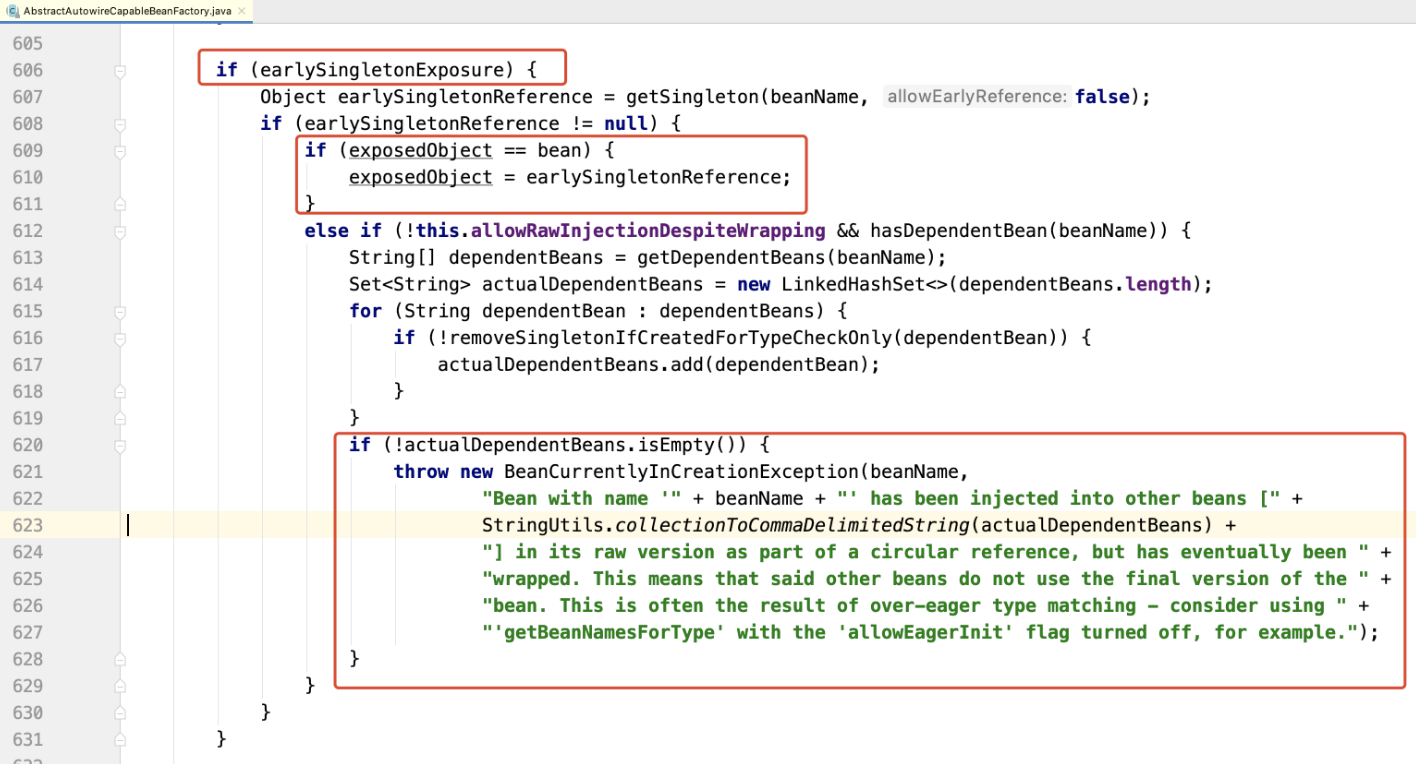 AbstractAutowireCapableBeanFactory.java
605
606 if (earlySingletonExposure) {
607 Object earlySingletonReference = getSingleton(beanName, allowEarlyReference: false);
608 if (earlySingletonReference != null) {
609 if (exposedObject == bean) {
610 exposedObject = earlySingletonReference;
611 }
612 else if (!this.allowRawInjectionDespiteWrapping && hasDependentBean(beanName)) {
613 String[] dependentBeans = getDependentBeans(beanName);
614 Set<String> actualDependentBeans = new LinkedHashSet<>(dependentBeans.length);
615 for (String dependentBean : dependentBeans) {
616 if (!removeSingletonIfCreatedForTypeCheckOnly(dependentBean)) {
617 actualDependentBeans.add(dependentBean);
618 }
619 }
620 if (!actualDependentBeans.isEmpty()) {
621 throw new BeanCurrentlyInCreationException(beanName,
622 "Bean with name '" + beanName + "' has been injected into other beans [" +
623 StringUtils.collectionToCommaDelimitedString(actualDependentBeans) +
624 "] in its raw version as part of a circular reference, but has eventually been " +
625 "wrapped. This means that said other beans do not use the final version of the " +
626 "bean. This is often the result of over-eager type matching - consider using " +
627 "'getBeanNamesForType' with the 'allowEagerInit' flag turned off, for example.");
628 }
629 }
630 }
631 }